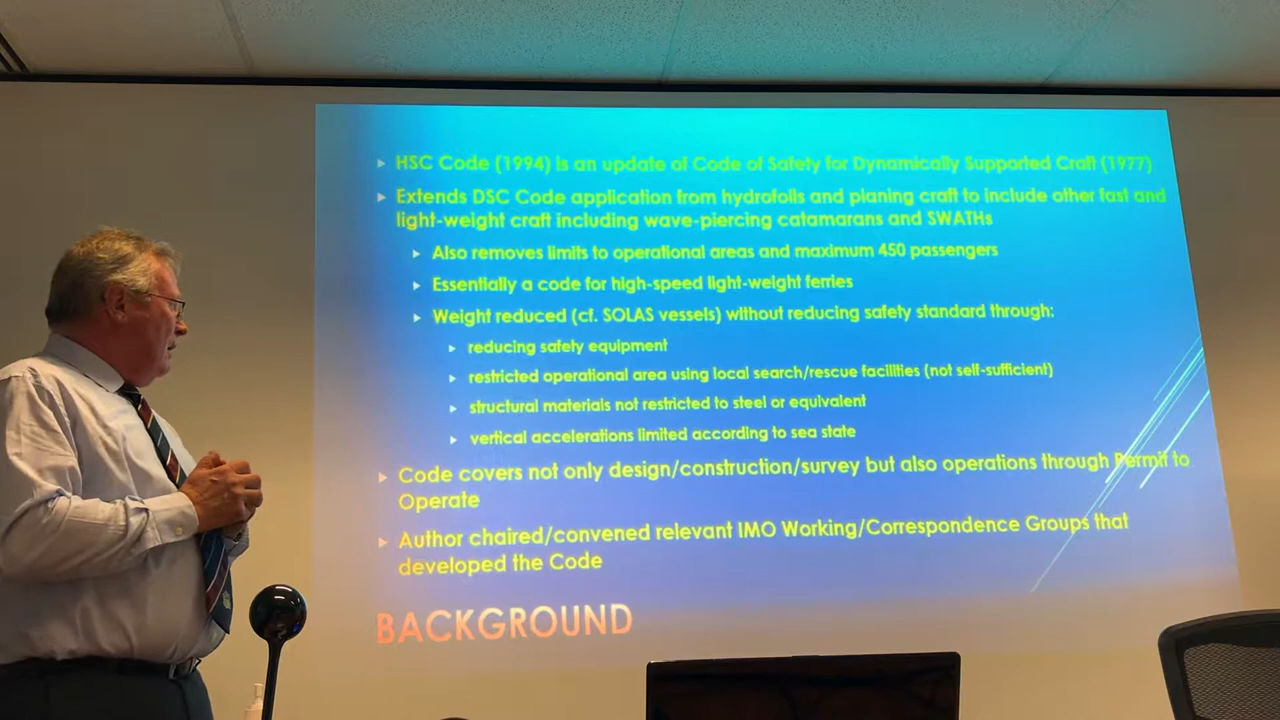 HSC Code (1994) is an update of Code of Safety for Dynamically Supported Craft (1977)
Extends DSC Code application from hydrofoils and planing craft to include other fast and
light-weight craft including wave-piercing catamarans and SWATHs
Also removes limits to operational areas and maximum 450 passengers
Essentially a code for high-speed light-weight ferries
Weight reduced (cf. SOLAS vessels) without reducing safety standard through:
reducing safety equipment
restricted operational area using local search/rescue facilities (not self-sufficient)
structural materials not restricted to steel or equivalent
vertical accelerations limited according to sea state
Code covers not only design/construction/survey but also operations through Permit to
Operate
Author chaired/convened relevant IMO Working/Correspondence Groups that
developed the Code
BACKGROUND